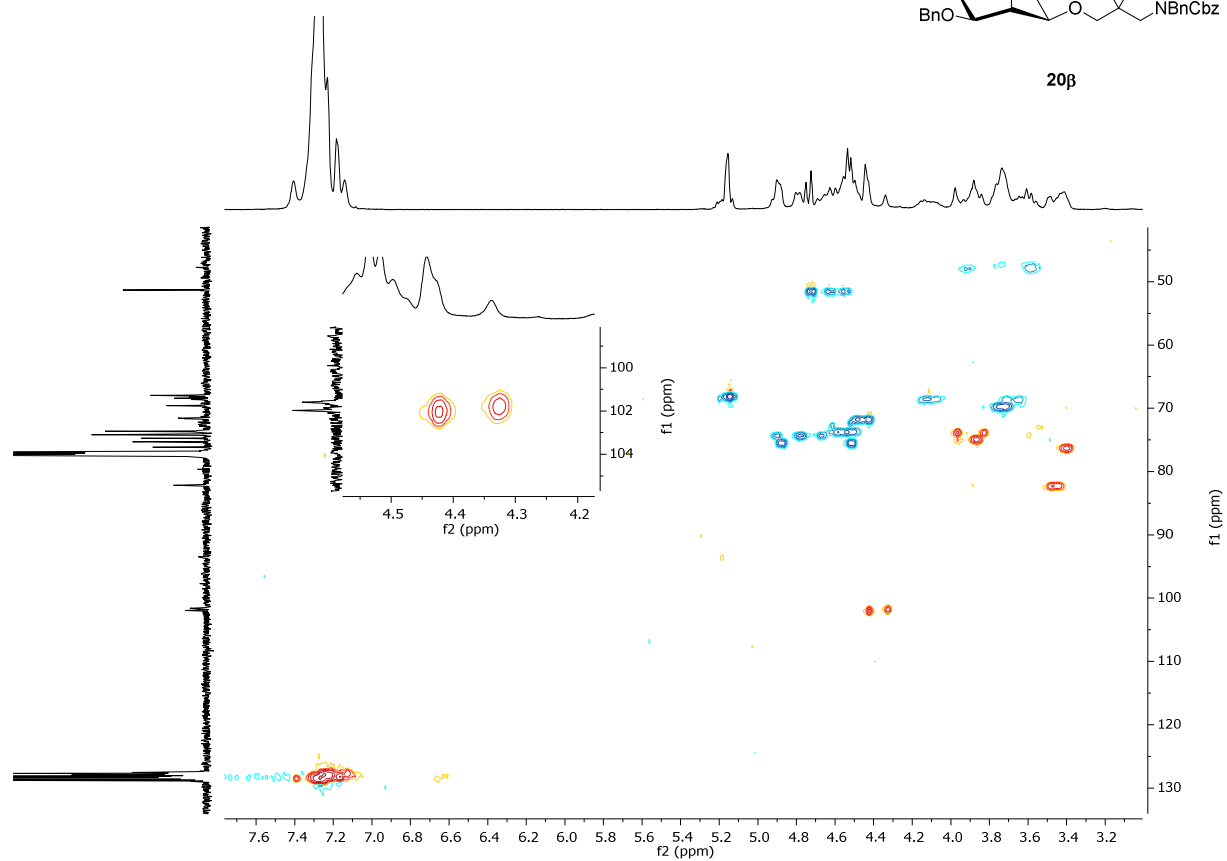 BnO
O
NBnCbz
20β
50
60
70
80
90
100
110
120
130
f1 (ppm)
100
102
104
f1 (ppm)
4.5 4.4 4.3 4.2
f2 (ppm)
7.6 7.4 7.2 7.0 6.8 6.6 6.4 6.2 6.0 5.8 5.6 5.4 5.2 5.0 4.8 4.6 4.4 4.2 4.0 3.8 3.6 3.4 3.2
f2 (ppm)